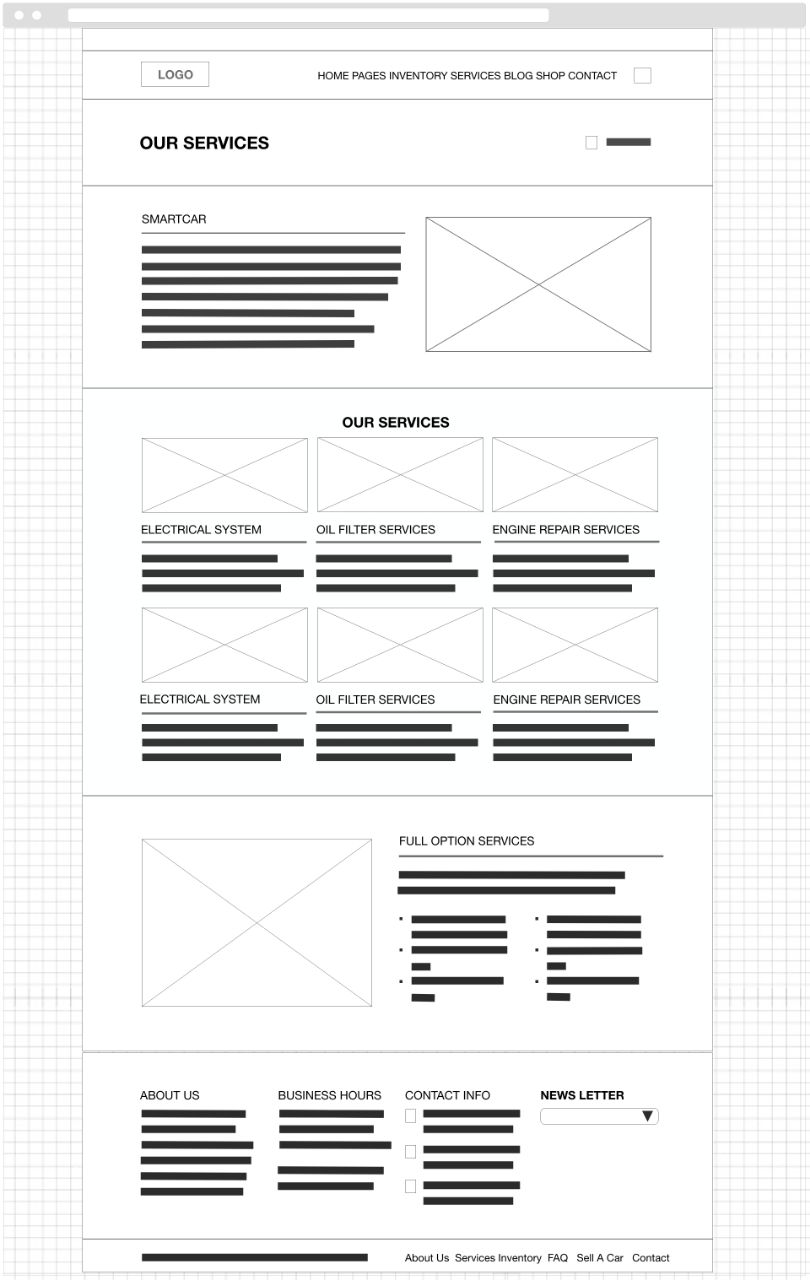 LOGO
HOME PAGES INVENTORY SERVICES BLOG SHOP CONTACT
OUR SERVICES
SMARTCAR
OUR SERVICES
ELECTRICAL SYSTEM
OIL FILTER SERVICES
ENGINE REPAIR SERVICES
ELECTRICAL SYSTEM
OIL FILTER SERVICES
ENGINE REPAIR SERVICES
FULL OPTION SERVICES
ABOUT US
BUSINESS HOURS
CONTACT INFO
NEWS LETTER
About Us Services Inventory FAQ Sell A Car Contact